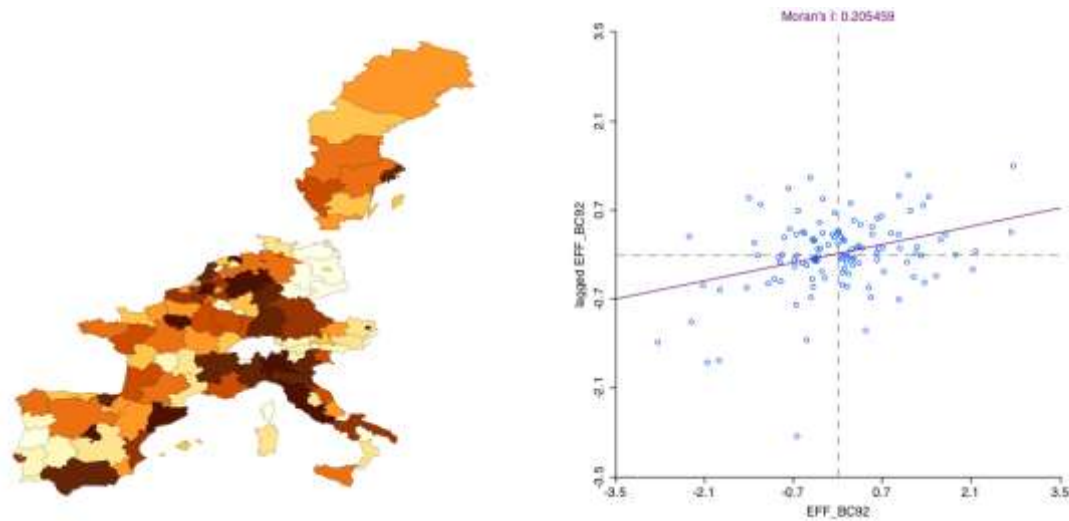 Moran's I: 0.205459
lagged EFF_BC92
3.5
2.1
0.7
-0.7
-2.1
-3.5
-3.5 -2.1 -0.7 0.7 2.1 3.5
EFF_BC92